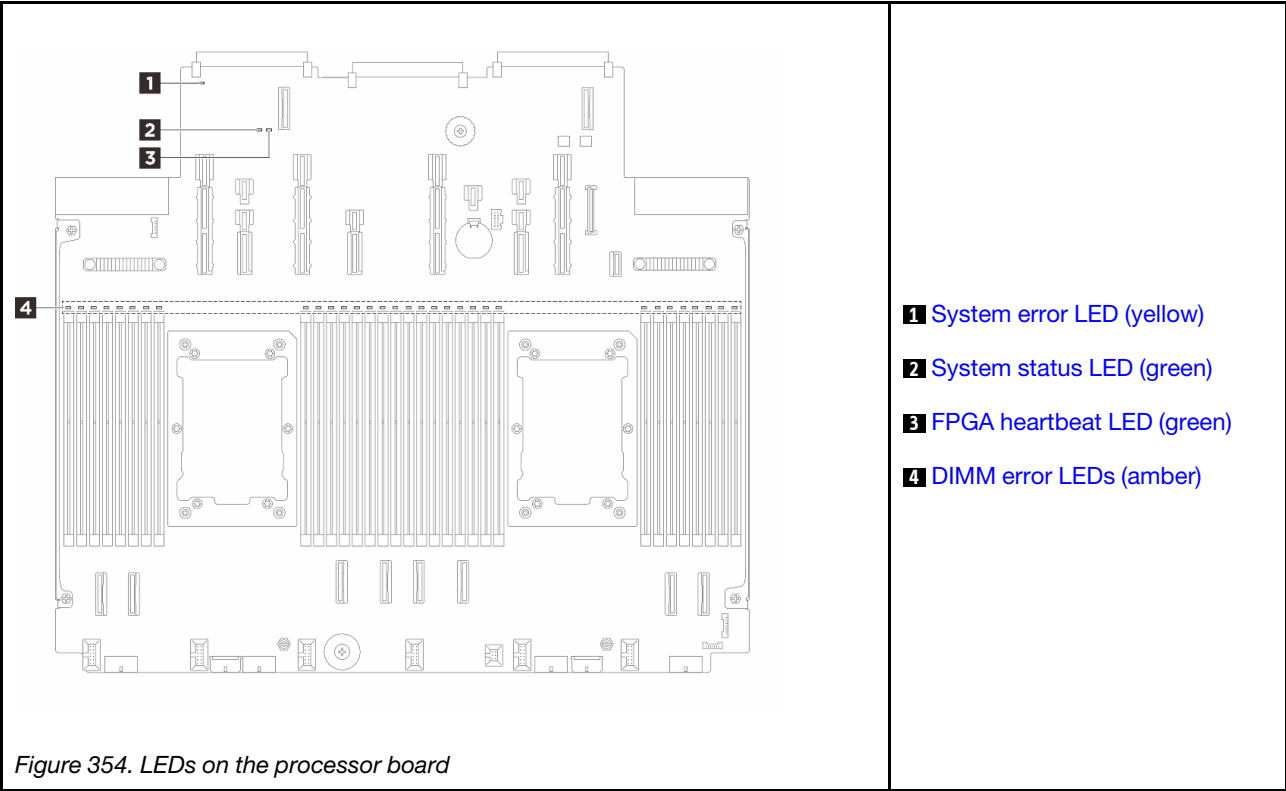 1
2
3
4
1 System error LED (yellow)
2 System status LED (green)
3 FPGA heartbeat LED (green)
4 DIMM error LEDs (amber)
Figure 354. LEDs on the processor board